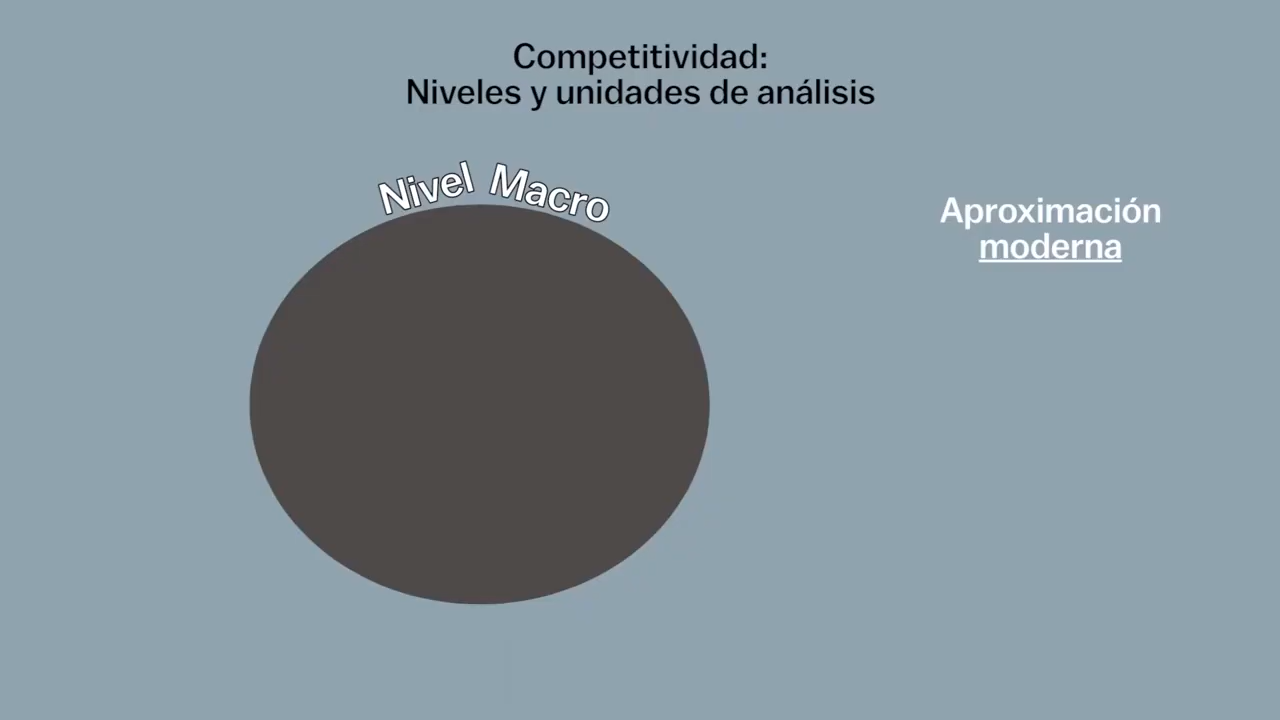 Competitividad:
Niveles y unidades de análisis
Nivel Macro
Aproximación
moderna